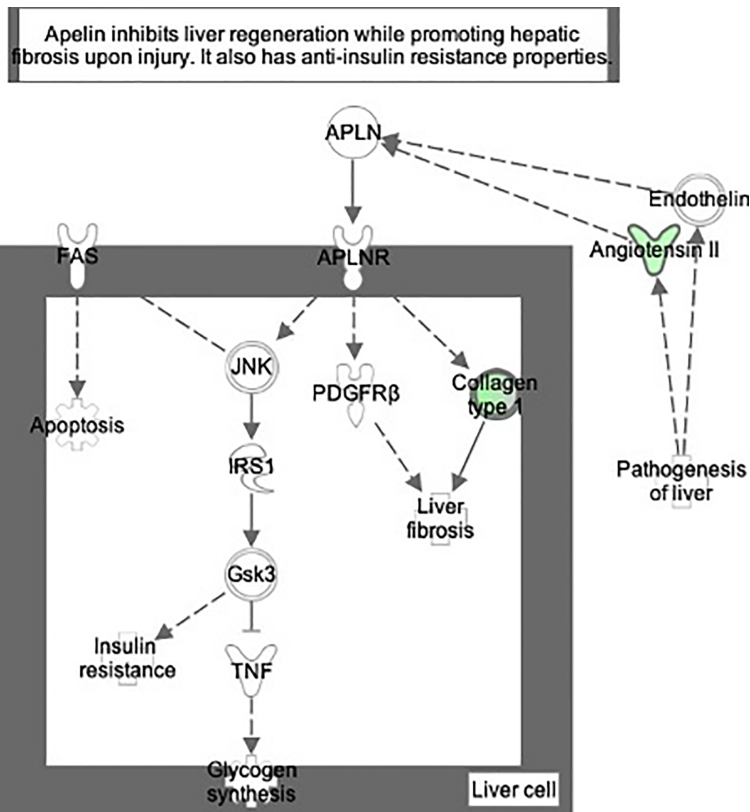 Apelin inhibits liver regeneration while promoting hepatic
fibrosis upon injury. It also has anti-insulin resistance properties.
APLN
Endothelin
Angiotensin II
FAS
APLNR
JNK
PDGFRβ
Collagen
type 1
Apoptosis
IRS1
Pathogenesis
of liver
Liver
fibrosis
Gsk3
Insulin
resistance
TNF
Glycogen
synthesis
Liver cell